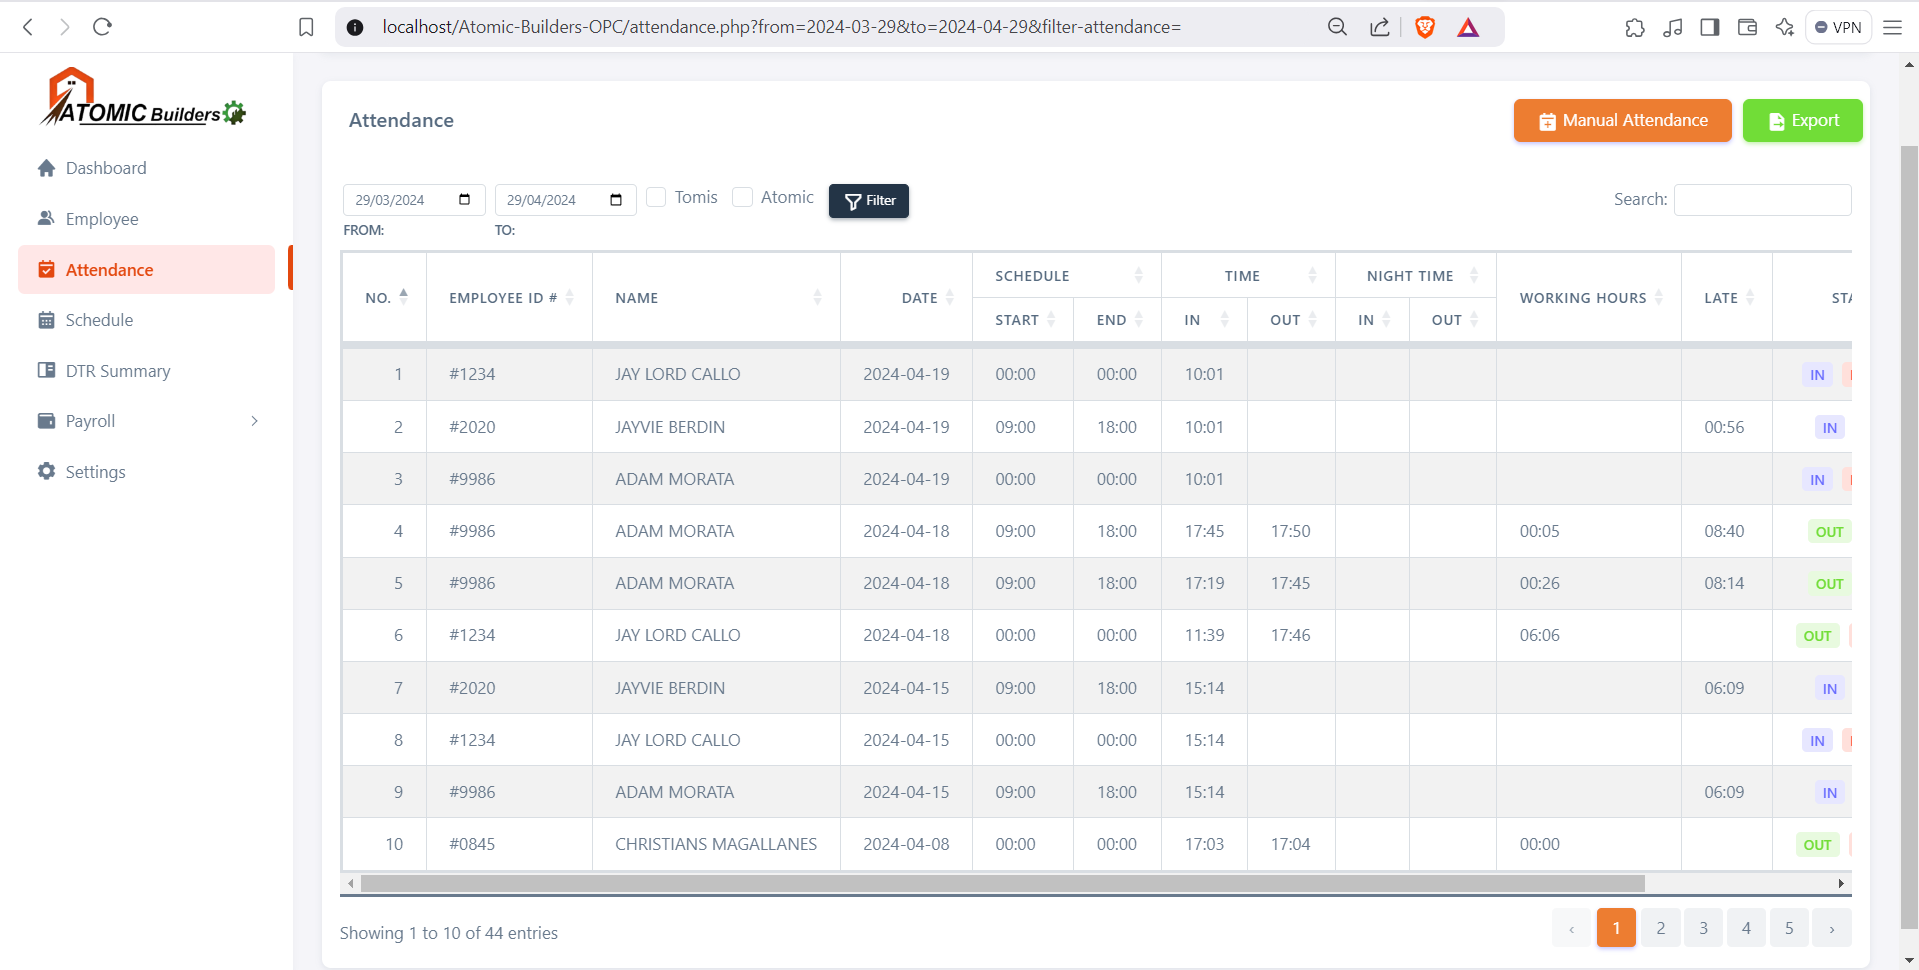 localhost/Atomic-Builders-OPC/attendance.php?from=2024-03-29&to=2024-04-29&filter-attendance=
VPN
ATOMIC Builders
Dashboard
Employee
Attendance
Schedule
DTR Summary
Payroll
Settings
Attendance
Manual Attendance
Export
29/03/2024 29/04/2024 Tomis Atomic Filter Search:
FROM: TO:
NO. EMPLOYEE ID # NAME DATE SCHEDULE TIME NIGHT TIME WORKING HOURS LATE STA
START END IN OUT IN OUT
1 #1234 JAY LORD CALLO 2024-04-19 00:00 00:00 10:01 IN
2 #2020 JAYVIE BERDIN 2024-04-19 09:00 18:00 10:01 00:56 IN
3 #9986 ADAM MORATA 2024-04-19 00:00 00:00 10:01 IN
4 #9986 ADAM MORATA 2024-04-18 09:00 18:00 17:45 17:50 00:05 08:40 OUT
5 #9986 ADAM MORATA 2024-04-18 09:00 18:00 17:19 17:45 00:26 08:14 OUT
6 #1234 JAY LORD CALLO 2024-04-18 00:00 00:00 11:39 17:46 06:06 OUT
7 #2020 JAYVIE BERDIN 2024-04-15 09:00 18:00 15:14 06:09 IN
8 #1234 JAY LORD CALLO 2024-04-15 00:00 00:00 15:14 IN
9 #9986 ADAM MORATA 2024-04-15 09:00 18:00 15:14 06:09 IN
10 #0845 CHRISTIANS MAGALLANES 2024-04-08 00:00 00:00 17:03 17:04 00:00 OUT
Showing 1 to 10 of 44 entries
‹ 1 2 3 4 5 ›